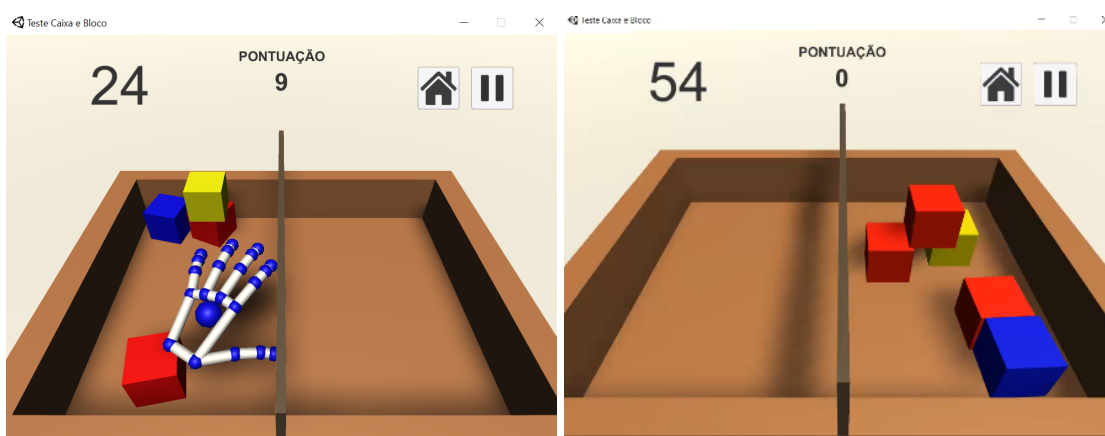 Teste Caixa e Bloco
PONTUAÇÃO
24
9
Teste Caixa e Bloco
PONTUAÇÃO
54
0